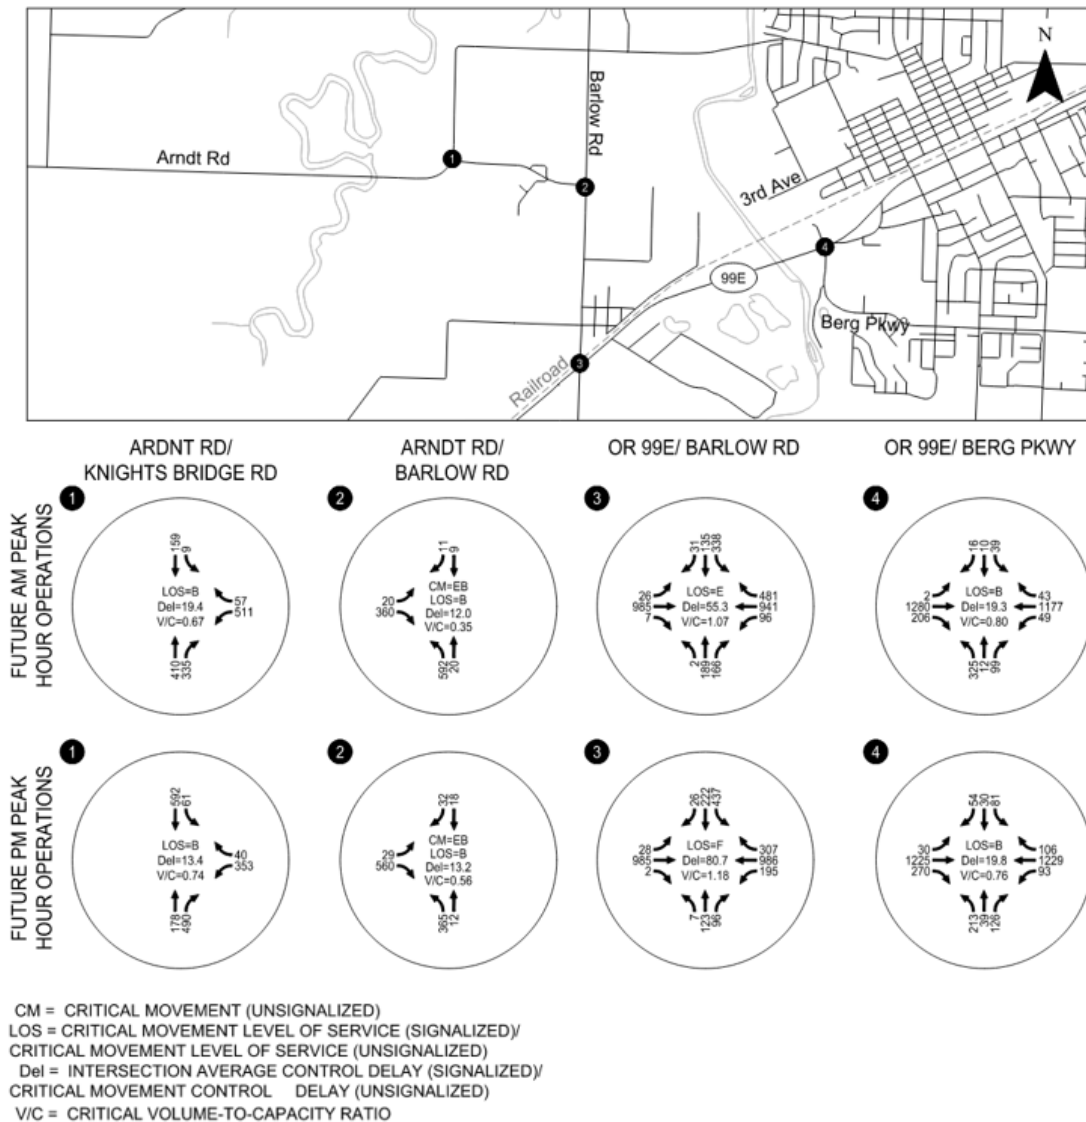 N
Barlow Rd
Arndt Rd
1
2
3rd Ave
4
99E
Berg Pkwy
Railroad
3
ARDNT RD/
KNIGHTS BRIDGE RD
ARNDT RD/
BARLOW RD
OR 99E/ BARLOW RD
OR 99E/ BERG PKWY
FUTURE AM PEAK
HOUR OPERATIONS
1
159
9
LOS=B
Del=19.4
V/C=0.67
57
511
410
335
2
11
9
20
360
CM=EB
LOS=B
Del=12.0
V/C=0.35
592
20
3
31
135
338
26
985
7
LOS=E
Del=55.3
V/C=1.07
481
941
96
2
189
166
4
16
10
39
2
1280
206
LOS=B
Del=19.3
V/C=0.80
43
1177
49
325
12
99
FUTURE PM PEAK
HOUR OPERATIONS
1
592
61
LOS=B
Del=13.4
V/C=0.74
40
353
178
490
2
32
18
29
560
CM=EB
LOS=B
Del=13.2
V/C=0.56
365
12
3
26
222
437
28
985
2
LOS=F
Del=80.7
V/C=1.18
307
986
195
7
123
96
4
54
30
81
30
1225
270
LOS=B
Del=19.8
V/C=0.76
106
1229
93
213
39
126
CM = CRITICAL MOVEMENT (UNSIGNALIZED)
LOS = CRITICAL MOVEMENT LEVEL OF SERVICE (SIGNALIZED)/
CRITICAL MOVEMENT LEVEL OF SERVICE (UNSIGNALIZED)
Del = INTERSECTION AVERAGE CONTROL DELAY (SIGNALIZED)/
CRITICAL MOVEMENT CONTROL DELAY (UNSIGNALIZED)
V/C = CRITICAL VOLUME-TO-CAPACITY RATIO